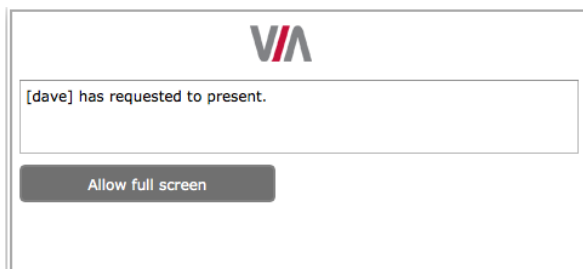 VIA
[dave] has requested to present.
Allow full screen